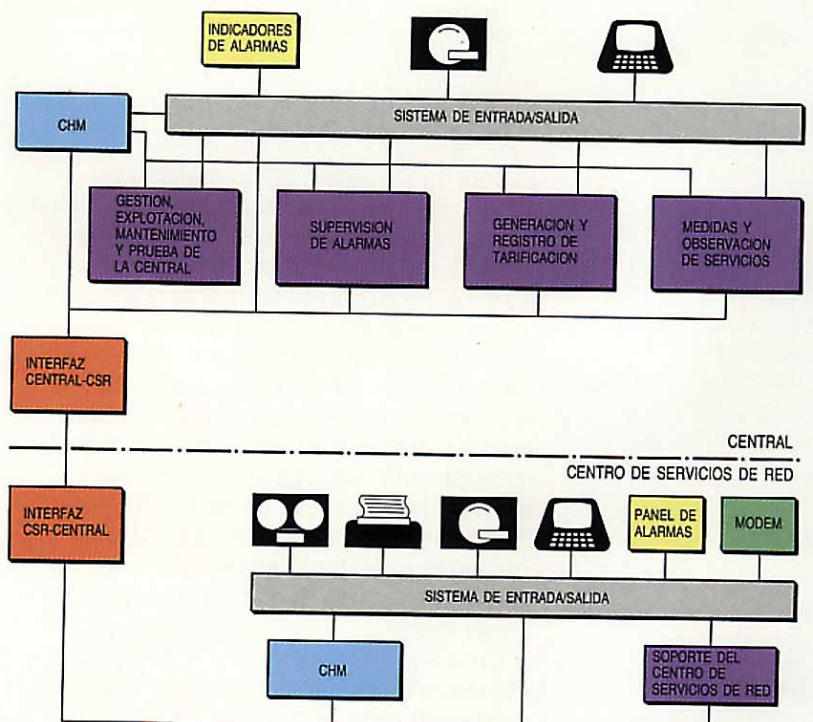 INDICADORES
DE ALARMAS
CHM
SISTEMA DE ENTRADA/SALIDA
GESTION,
EXPLOTACION,
MANTENIMIENTO
Y PRUEBA DE
LA CENTRAL
SUPERVISION
DE ALARMAS
GENERACION Y
REGISTRO DE
TARIFICACION
MEDIDAS Y
OBSERVACION
DE SERVICIOS
INTERFAZ
CENTRAL-CSR
CENTRAL
CENTRO DE SERVICIOS DE RED
INTERFAZ
CSR-CENTRAL
PANEL DE
ALARMAS
MODEM
SISTEMA DE ENTRADA/SALIDA
CHM
SOPORTE DEL
CENTRO DE
SERVICIOS DE RED